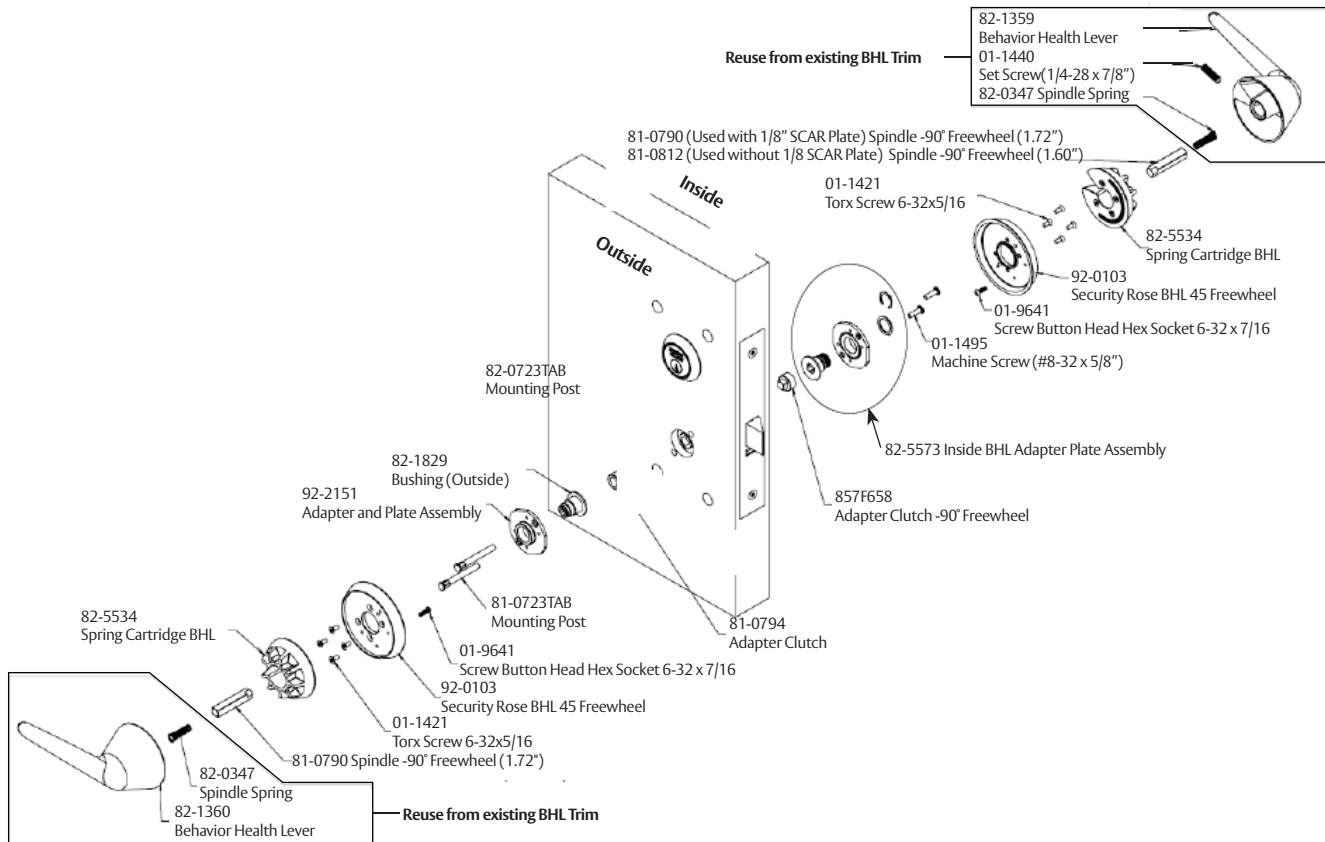 82-1359
Behavior Health Lever
01-1440
Set Screw(1/4-28 x 7/8”)
82-0347 Spindle Spring
Reuse from existing BHL Trim
81-0790 (Used with 1/8” SCAR Plate) Spindle -90° Freewheel (1.72”)
81-0812 (Used without 1/8 SCAR Plate) Spindle -90° Freewheel (1.60”)
Inside
Outside
01-1421
Torx Screw 6-32x5/16
82-5534
Spring Cartridge BHL
92-0103
Security Rose BHL 45 Freewheel
01-9641
Screw Button Head Hex Socket 6-32 x 7/16
01-1495
Machine Screw (#8-32 x 5/8”)
82-0723TAB
Mounting Post
82-5573 Inside BHL Adapter Plate Assembly
82-1829
Bushing (Outside)
857F658
Adapter Clutch -90° Freewheel
92-2151
Adapter and Plate Assembly
81-0723TAB
Mounting Post
81-0794
Adapter Clutch
82-5534
Spring Cartridge BHL
01-9641
Screw Button Head Hex Socket 6-32 x 7/16
92-0103
Security Rose BHL 45 Freewheel
01-1421
Torx Screw 6-32x5/16
81-0790 Spindle -90° Freewheel (1.72")
82-0347
Spindle Spring
82-1360
Behavior Health Lever
Reuse from existing BHL Trim